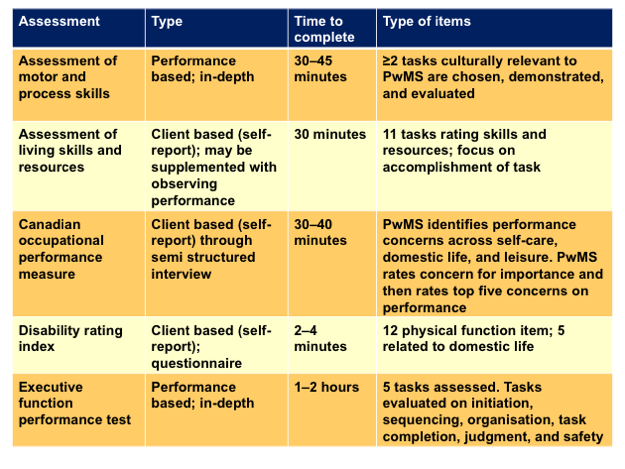 Assessment
Type
Time to
complete
Type of items
Assessment of
motor and
process skills
Performance
based; in-depth
30–45
minutes
≥2 tasks culturally relevant to
PwMS are chosen, demonstrated,
and evaluated
Assessment of
living skills and
resources
Client based (self-
report); may be
supplemented with
observing
performance
30 minutes
11 tasks rating skills and
resources; focus on
accomplishment of task
Canadian
occupational
performance
measure
Client based (self-
report) through
semi structured
interview
30–40
minutes
PwMS identifies performance
concerns across self-care,
domestic life, and leisure. PwMS
rates concern for importance and
then rates top five concerns on
performance
Disability rating
index
Client based (self-
report);
questionnaire
2–4
minutes
12 physical function item; 5
related to domestic life
Executive
function
performance test
Performance
based; in-depth
1–2 hours
5 tasks assessed. Tasks
evaluated on initiation,
sequencing, organisation, task
completion, judgment, and safety